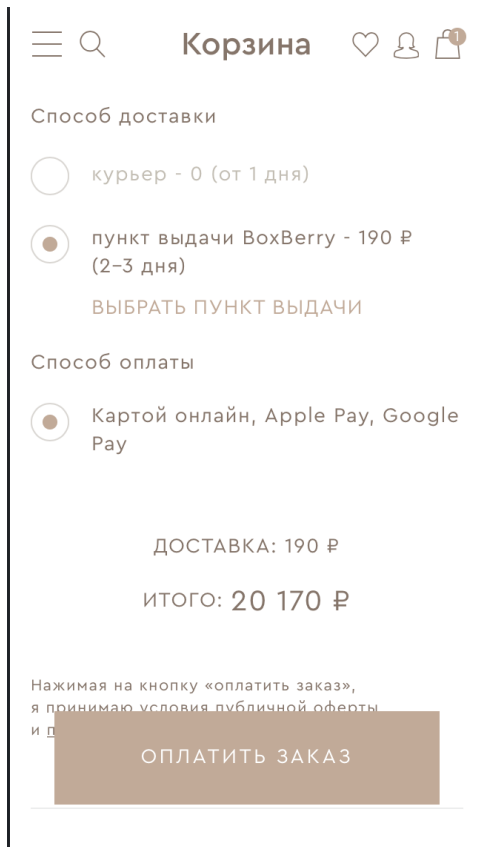 Корзина
1
Способ доставки
курьер - 0 (от 1 дня)
пункт выдачи BoxBerry - 190 ₽
(2-3 дня)
ВЫБРАТЬ ПУНКТ ВЫДАЧИ
Способ оплаты
Картой онлайн, Apple Pay, Google
Pay
ДОСТАВКА: 190 ₽
ИТОГО: 20 170 ₽
Нажимая на кнопку «оплатить заказ»,
я принимаю условия публичной оферты
и
ОПЛАТИТЬ ЗАКАЗ